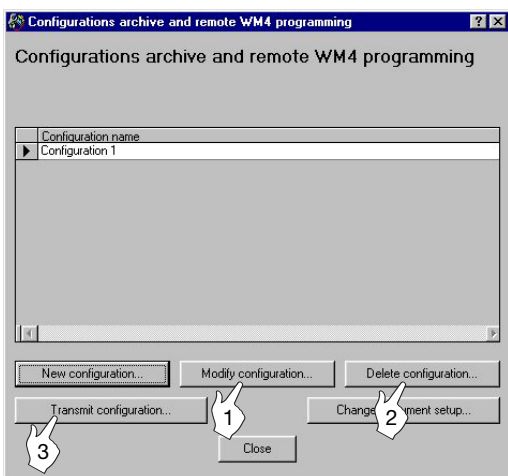 Configurations archive and remote WM4 programming
Configurations archive and remote WM4 programming
Configuration name
Configuration 1
New configuration... Modify configuration... Delete configuration...
Transmit configuration... Change ument setup...
1
2
3
Close